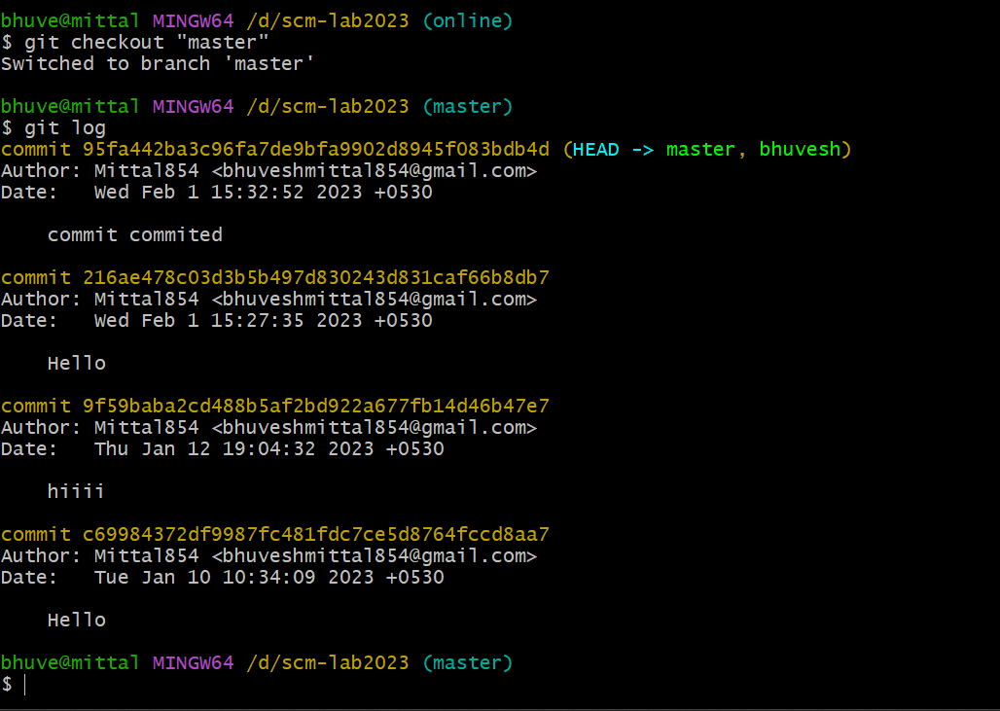 bhuve@mittal MINGW64 /d/scm-lab2023 (online)
$ git checkout "master"
Switched to branch 'master'
bhuve@mittal MINGW64 /d/scm-lab2023 (master)
$ git log
commit 95fa442ba3c96fa7de9bfa9902d8945f083bdb4d (HEAD -> master, bhuvesh)
Author: Mittal854 <bhuveshmittal854@gmail.com>
Date:   Wed Feb 1 15:32:52 2023 +0530
    commit commited
commit 216ae478c03d3b5b497d830243d831caf66b8db7
Author: Mittal854 <bhuveshmittal854@gmail.com>
Date:   Wed Feb 1 15:27:35 2023 +0530
    Hello
commit 9f59baba2cd488b5af2bd922a677fb14d46b47e7
Author: Mittal854 <bhuveshmittal854@gmail.com>
Date:   Thu Jan 12 19:04:32 2023 +0530
    hiiii
commit c69984372df9987fc481fdc7ce5d8764fccd8aa7
Author: Mittal854 <bhuveshmittal854@gmail.com>
Date:   Tue Jan 10 10:34:09 2023 +0530
    Hello
bhuve@mittal MINGW64 /d/scm-lab2023 (master)
$